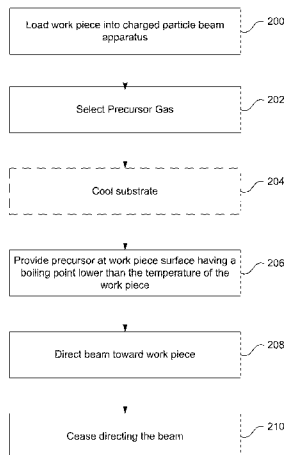 Load work piece into charged particle beam
apparatus
200
Select Precursor Gas
202
Cool substrate
204
Provide precursor at work piece surface having a
boiling point lower than the temperature of the
work piece
206
Direct beam toward work piece
208
Cease directing the beam
210